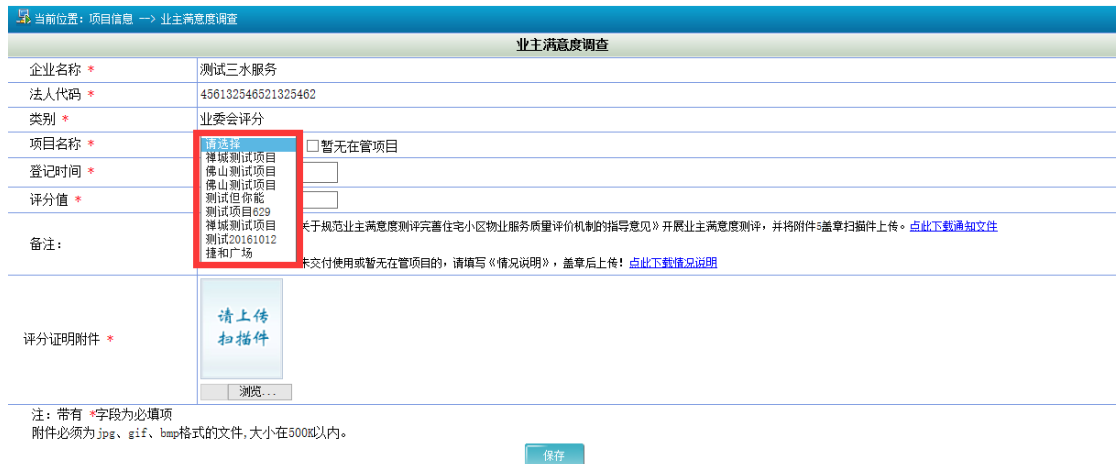 当前位置：项目信息 --> 业主满意度调查
业主满意度调查
企业名称 * 测试三水服务
法人代码 * 456132546521325462
类别 * 业委会评分
项目名称 * 请选择 暂无在管项目
禅城测试项目
佛山测试项目
登记时间 *
佛山测试项目
测试但你能
评分值 *
测试项目629
禅城测试项目
关于规范业主满意度测评完善住宅小区物业服务质量评价机制的指导意见》开展业主满意度测评，并将附件5盖章扫描件上传。点此下载通知文件
测试20161012
备注：
捷和广场
未交付使用或暂无在管项目的，请填写《情况说明》，盖章后上传！点此下载情况说明
请上传
扫描件
评分证明附件 *
浏览...
注：带有 *字段为必填项
附件必须为jpg、gif、bmp格式的文件,大小在500K以内。
保存